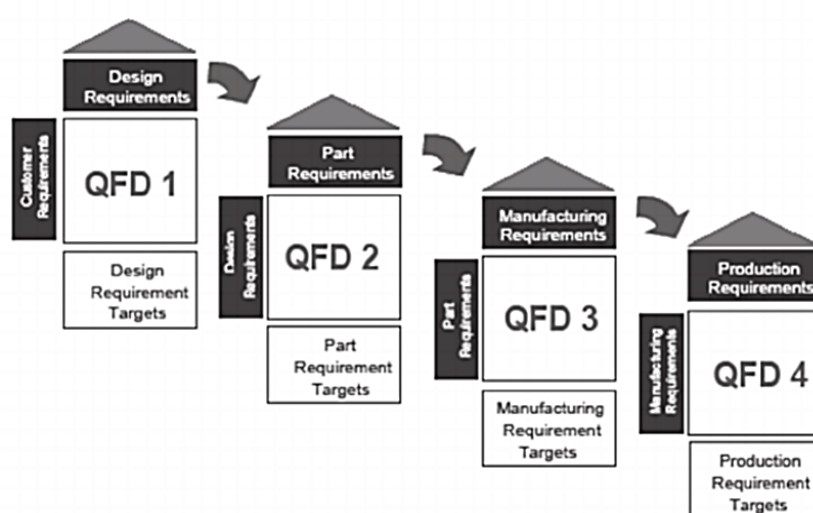 Design
Requirements
Customer
Requirements
QFD 1
Design
Requirement
Targets
Part
Requirements
Design
Requirements
QFD 2
Part
Requirement
Targets
Manufacturing
Requirements
Part
Requirements
QFD 3
Manufacturing
Requirement
Targets
Production
Requirements
Manufacturing
Requirements
QFD 4
Production
Requirement
Targets